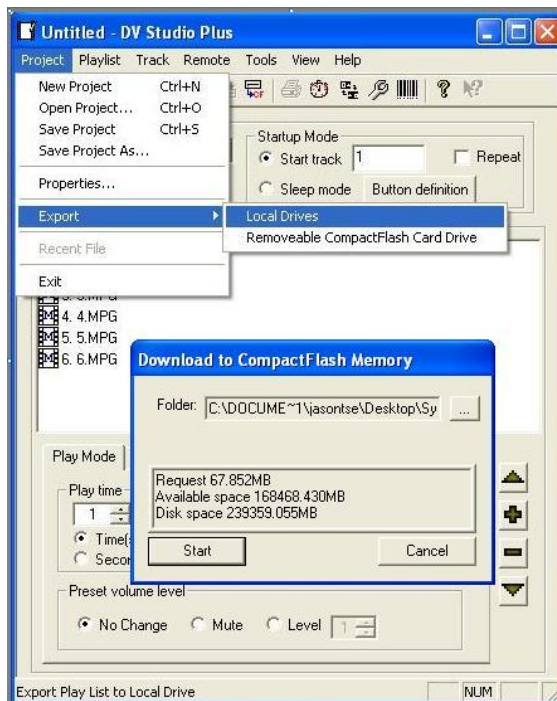 Untitled - DV Studio Plus
Project Playlist Track Remote Tools View Help
New Project Ctrl+N
Open Project... Ctrl+O
Save Project Ctrl+S
Save Project As...
Properties...
Export
Recent File
Exit
Local Drives
Removeable CompactFlash Card Drive
Startup Mode
Start track 1 Repeat
Sleep mode Button definition
4. 4.MPG
5. 5.MPG
6. 6.MPG
Download to CompactFlash Memory
Folder: C:\DOCUME~1\jasontse\Desktop\Sy ...
Request 67.852MB
Available space 168468.430MB
Disk space 239359.055MB
Start Cancel
Play Mode
Play time
1
Preset volume level
No Change Mute Level 1
Export Play List to Local Drive NUM